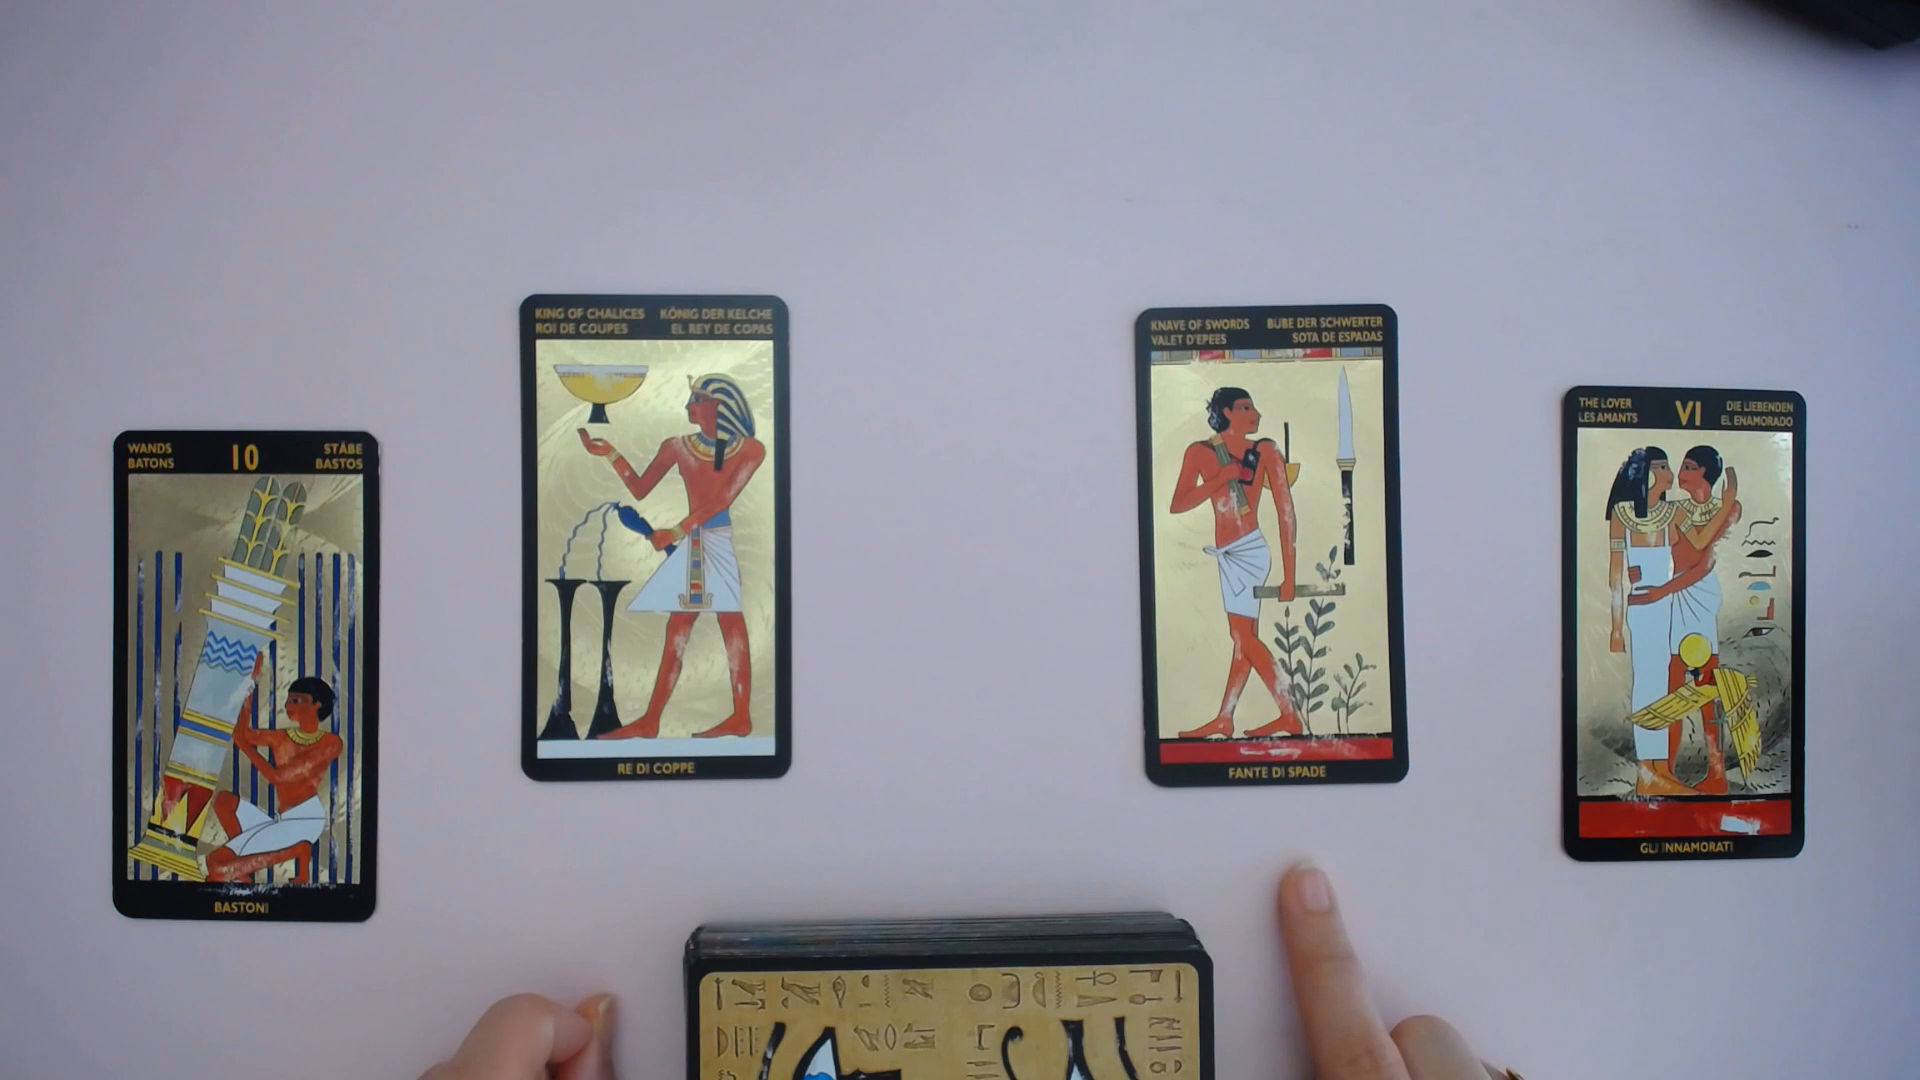 WANDS 10 STÄBE
BATONS BASTOS
BASTONI
KING OF CHALICES KÖNIG DER KELCHE
ROI DE COUPES EL REY DE COPAS
RE DI COPPE
KNAVE OF SWORDS BUBE DER SCHWERTER
VALET D'EPEES SOTA DE ESPADAS
FANTE DI SPADE
THE LOVER VI DIE LIEBENDEN
LES AMANTS EL ENAMORADO
GLI INNAMORATI